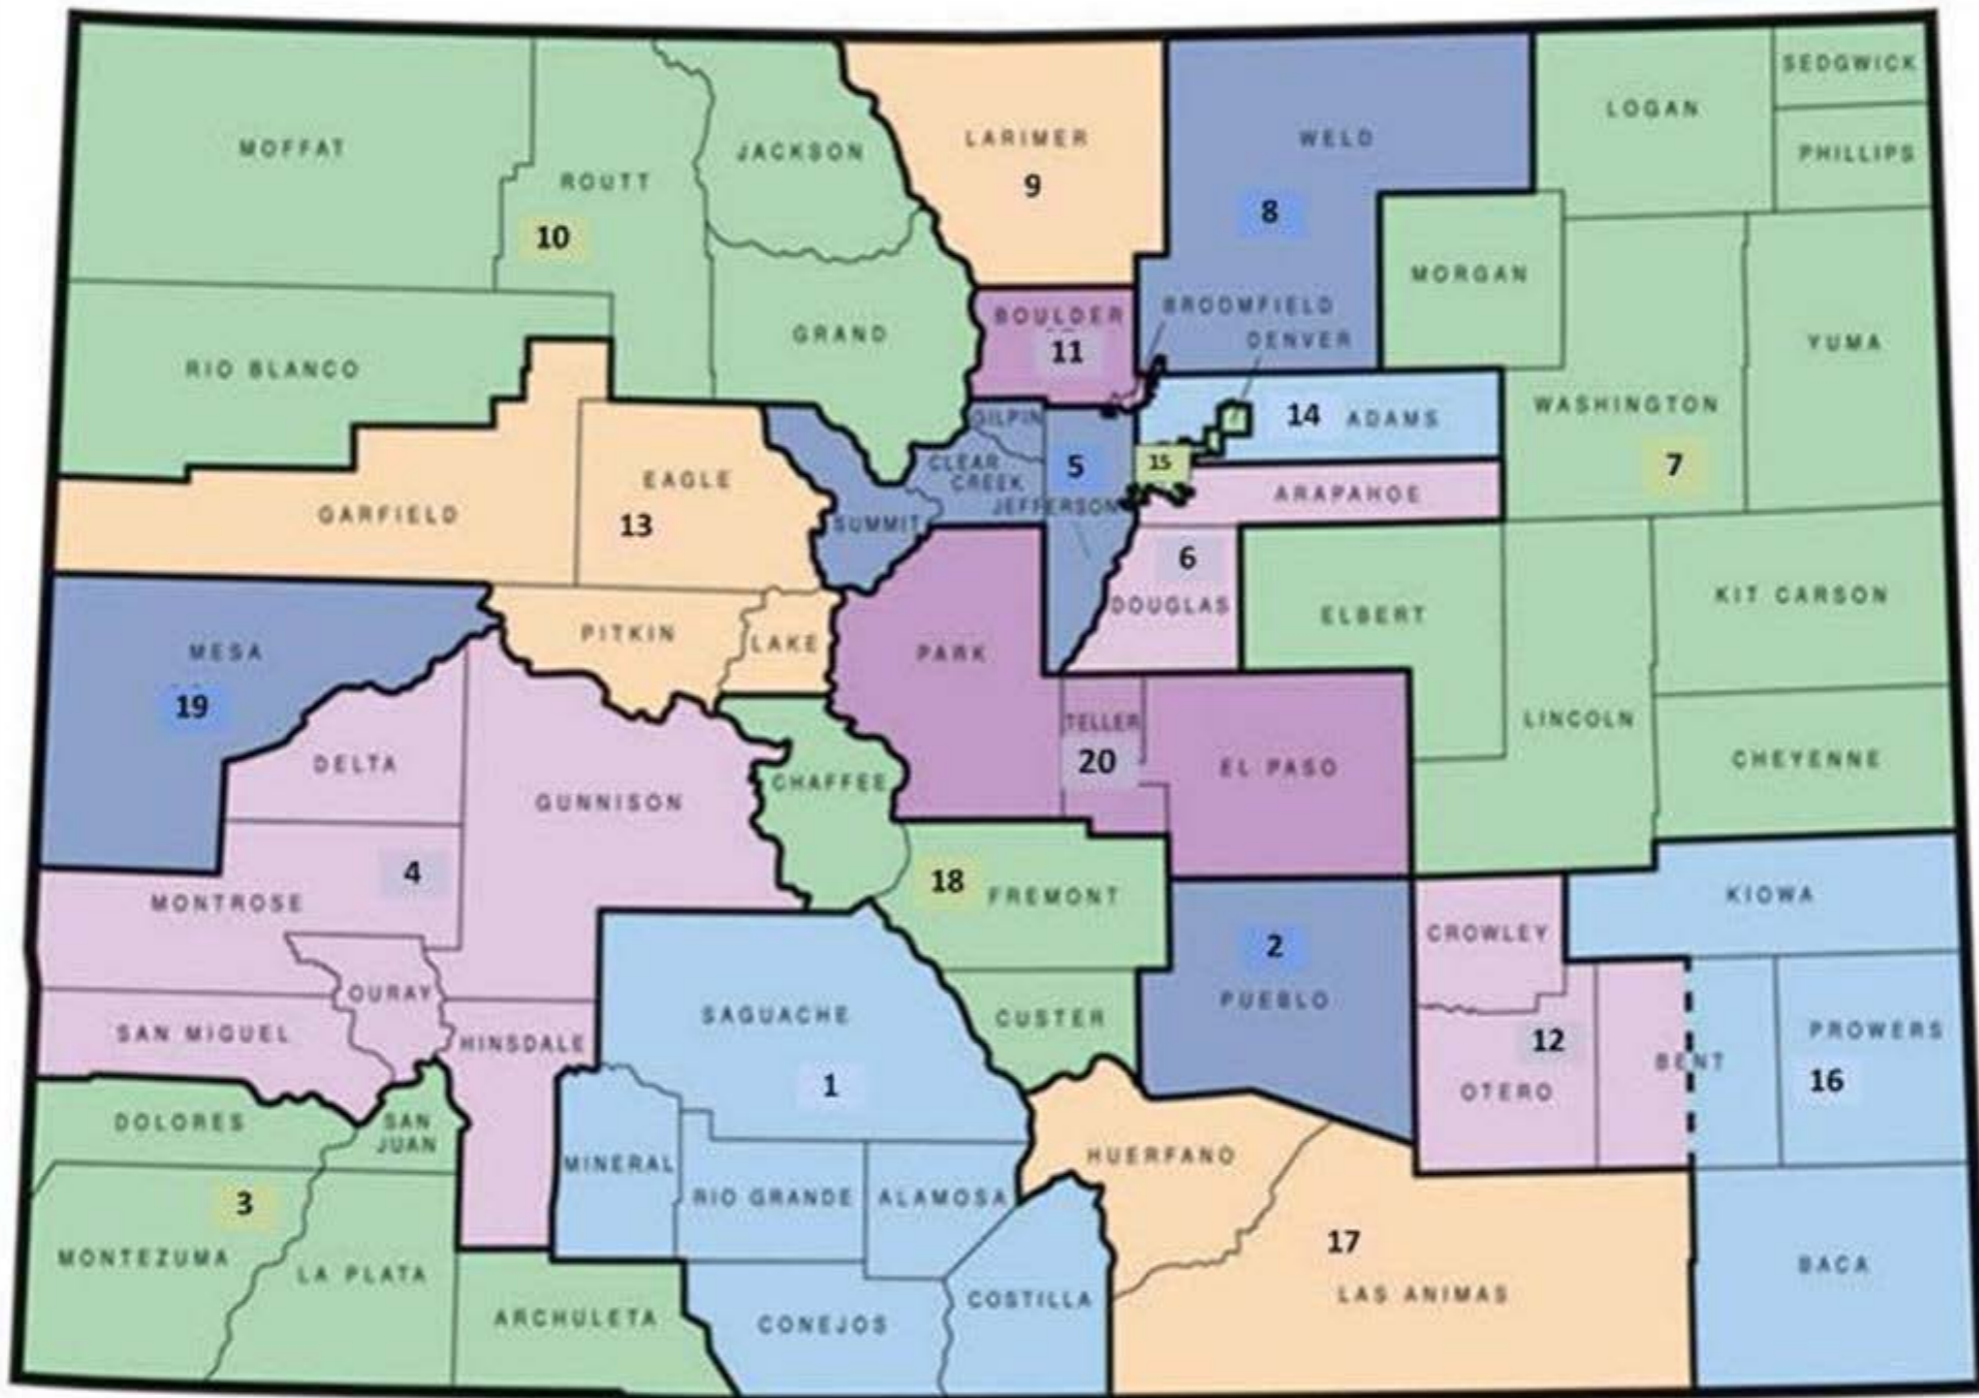 SEDGWICK
LOGAN
LARIMER
WELD
MOFFAT
JACKSON
PHILLIPS
ROUTT
9
8
10
MORGAN
BROOMFIELD
BOULDER
GRAND
DENVER
YUMA
11
RIO BLANCO
WASHINGTON
GILPIN
14 ADAMS
CLEAR
CREEK
5
15
7
EAGLE
ARAPAHOE
JEFFERSON
GARFIELD
13
SUMMIT
6
KIT CARSON
DOUGLAS
ELBERT
PITKIN
LAKE
MESA
PARK
19
TELLER
LINCOLN
20
EL PASO
DELTA
CHEYENNE
CHAFFEE
GUNNISON
4
18
FREMONT
KIOWA
MONTROSE
CROWLEY
2
OURAY
PUEBLO
SAGUACHE
CUSTER
SAN MIGUEL
HINSDALE
PROWERS
12
BENT
1
16
OTERO
DOLORES
SAN
JUAN
HUERFANO
MINERAL
RIO GRANDE
ALAMOSA
3
17
MONTEZUMA
LA PLATA
BACA
COSTILLA
LAS ANIMAS
ARCHULETA
CONEJOS